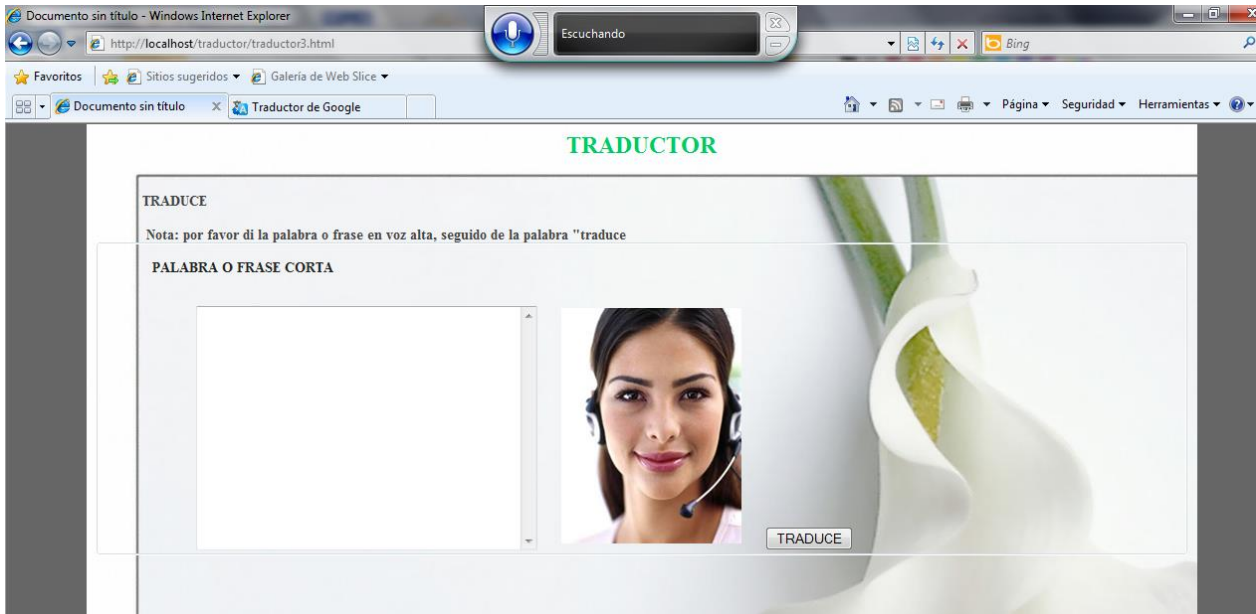 Documento sin título - Windows Internet Explorer
Escuchando
http://localhost/traductor/traductor3.html
Bing
Favoritos
Sitios sugeridos
Galería de Web Slice
Documento sin título
Traductor de Google
Página
Seguridad
Herramientas
TRADUCTOR
TRADUCE
Nota: por favor di la palabra o frase en voz alta, seguido de la palabra "traduce
PALABRA O FRASE CORTA
TRADUCE